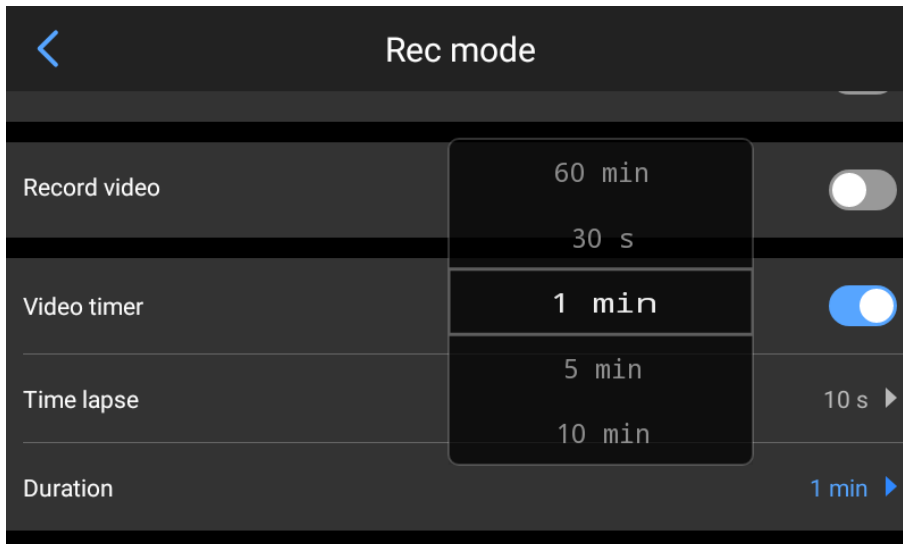 Rec mode
Record video
60 min
30 s
Video timer
1 min
5 min
Time lapse
10 s
10 min
Duration
1 min